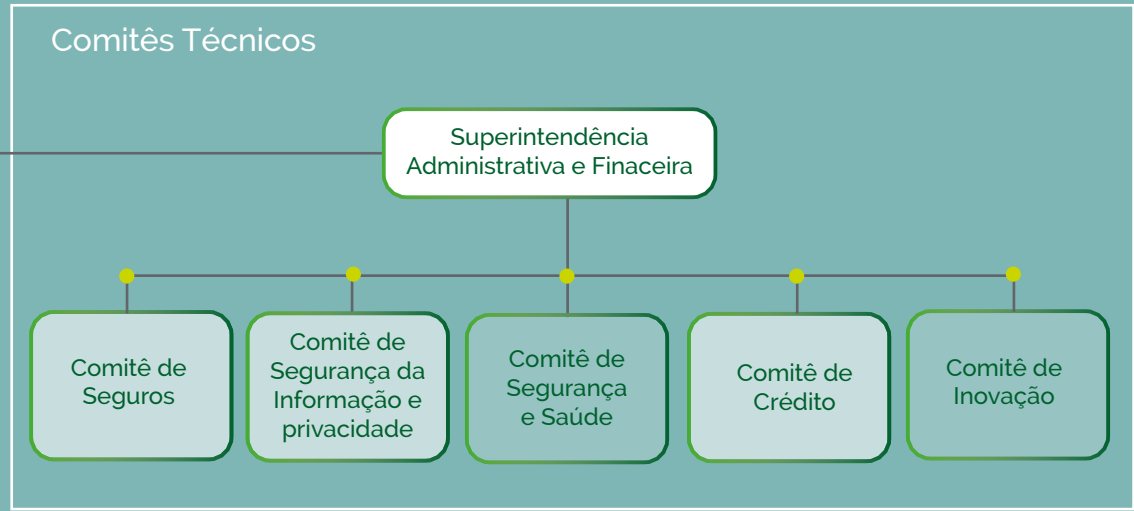 Comitês Técnicos
Superintendência
Administrativa e Finaceira
Comitê de
Seguros
Comitê de
Segurança da
Informação e
privacidade
Comitê de
Segurança
e Saúde
Comitê de
Crédito
Comitê de
Inovação